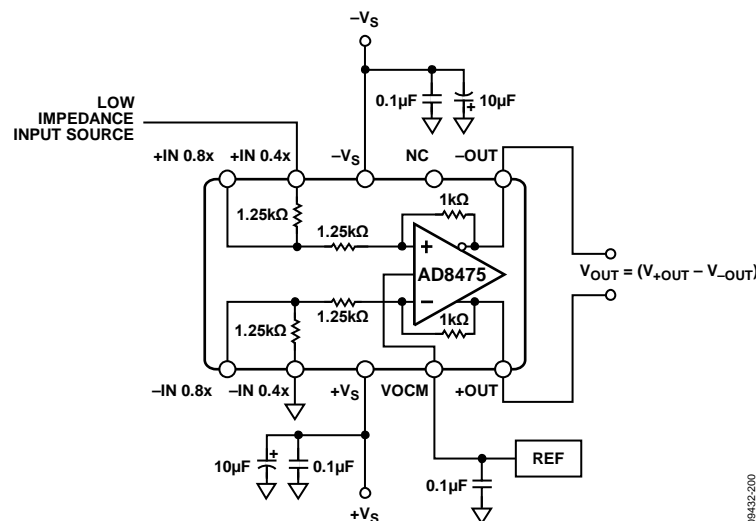 –VS
LOW
IMPEDANCE
INPUT SOURCE
0.1µF
10µF
+
+IN 0.8x
+IN 0.4x
–VS
NC
–OUT
1.25kΩ
1.25kΩ
1kΩ
+
AD8475
VOUT = (V+OUT – V–OUT)
–
1.25kΩ
1.25kΩ
1kΩ
–IN 0.8x
–IN 0.4x
+VS
VOCM
+OUT
10µF
+
0.1µF
0.1µF
REF
+VS
09432-200